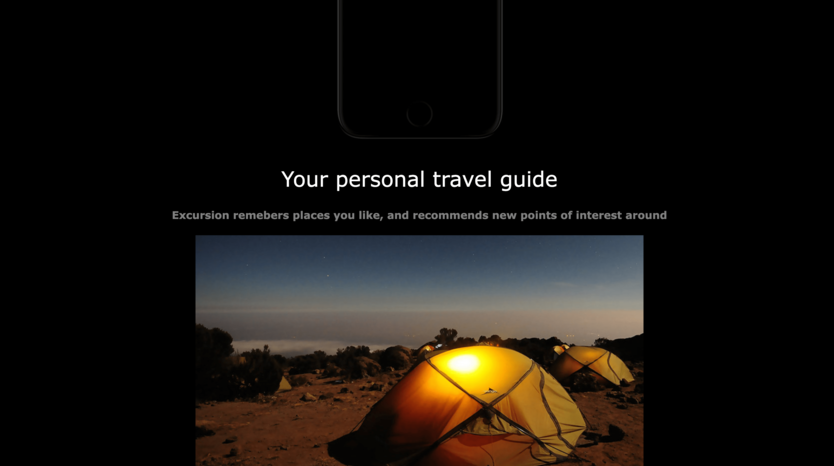 Your personal travel guide
Excursion remebers places you like, and recommends new points of interest around